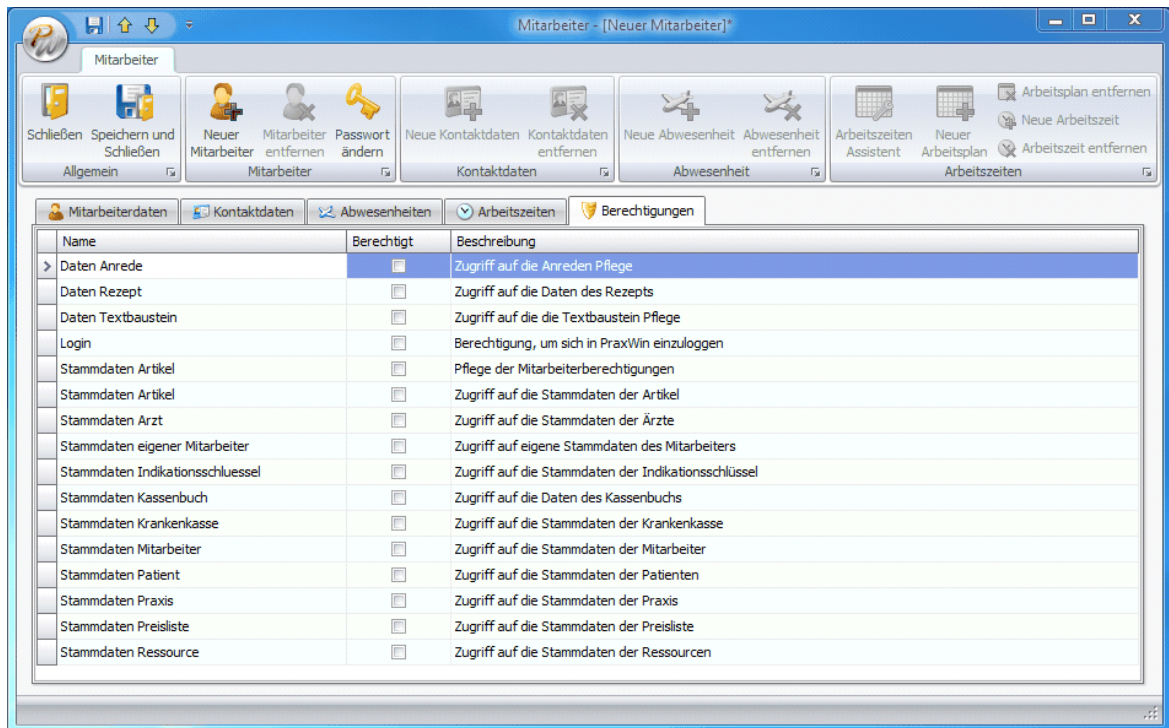 Mitarbeiter - [Neuer Mitarbeiter]*
PW
Mitarbeiter
Schließen
Speichern und
Schließen
Allgemein
Neuer
Mitarbeiter
Mitarbeiter
entfernen
Passwort
ändern
Mitarbeiter
Neue Kontaktdaten
Kontaktdaten
entfernen
Kontaktdaten
Neue Abwesenheit
Abwesenheit
entfernen
Abwesenheit
Arbeitszeiten
Assistent
Neuer
Arbeitsplan
Arbeitsplan entfernen
Neue Arbeitszeit
Arbeitszeit entfernen
Arbeitszeiten
Mitarbeiterdaten Kontaktdaten Abwesenheiten Arbeitszeiten Berechtigungen
Name Berechtigt Beschreibung
Daten Anrede Zugriff auf die Anreden Pflege
Daten Rezept Zugriff auf die Daten des Rezepts
Daten Textbaustein Zugriff auf die die Textbaustein Pflege
Login Berechtigung, um sich in PraxWin einzuloggen
Stammdaten Artikel Pflege der Mitarbeiterberechtigungen
Stammdaten Artikel Zugriff auf die Stammdaten der Artikel
Stammdaten Arzt Zugriff auf die Stammdaten der Ärzte
Stammdaten eigener Mitarbeiter Zugriff auf eigene Stammdaten des Mitarbeiters
Stammdaten Indikationsschluessel Zugriff auf die Stammdaten der Indikationsschlüssel
Stammdaten Kassenbuch Zugriff auf die Daten des Kassenbuchs
Stammdaten Krankenkasse Zugriff auf die Stammdaten der Krankenkasse
Stammdaten Mitarbeiter Zugriff auf die Stammdaten der Mitarbeiter
Stammdaten Patient Zugriff auf die Stammdaten der Patienten
Stammdaten Praxis Zugriff auf die Stammdaten der Praxis
Stammdaten Preisliste Zugriff auf die Stammdaten der Preisliste
Stammdaten Ressource Zugriff auf die Stammdaten der Ressourcen